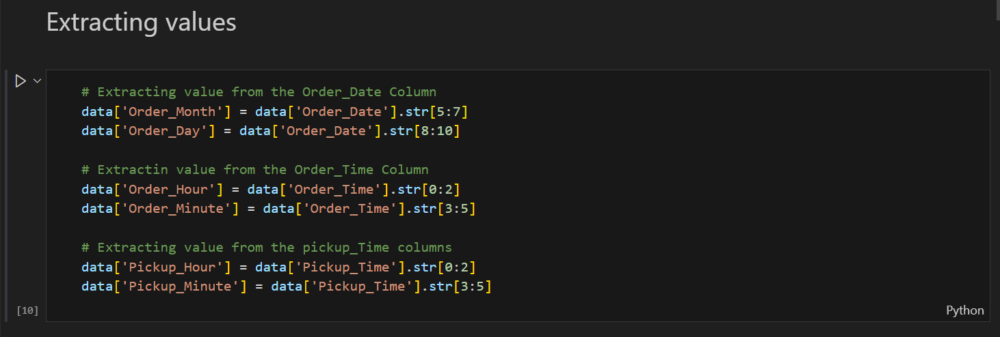 Extracting values
# Extracting value from the Order_Date Column
data['Order_Month'] = data['Order_Date'].str[5:7]
data['Order_Day'] = data['Order_Date'].str[8:10]
# Extractin value from the Order_Time Column
data['Order_Hour'] = data['Order_Time'].str[0:2]
data['Order_Minute'] = data['Order_Time'].str[3:5]
# Extracting value from the pickup_Time columns
data['Pickup_Hour'] = data['Pickup_Time'].str[0:2]
data['Pickup_Minute'] = data['Pickup_Time'].str[3:5]
[10]
Python